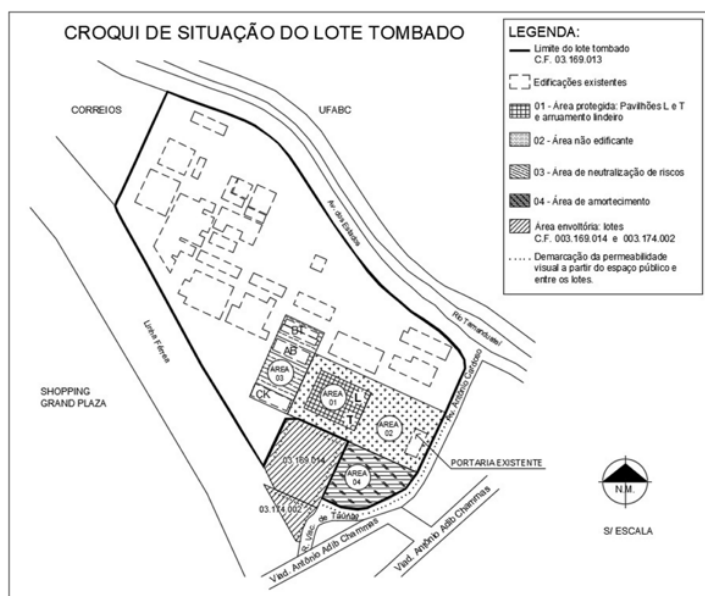 CROQUI DE SITUAÇÃO DO LOTE TOMBADO
LEGENDA:
Limite do lote tombado
C.F. 03.169.013
Edificações existentes
01 - Área protegida: Pavilhões L e T
e arruamento lindeiro
02 - Área não edificante
03 - Área de neutralização de riscos
04 - Área de amortecimento
Área envoltória: lotes
C.F. 003.169.014 e 003.174.002
Demarcação da permeabilidade
visual a partir do espaço público e
entre os lotes.
CORREIOS
UFABC
Av. dos Estados
Rio Tamanduateí
Linha Férrea
SHOPPING
GRAND PLAZA
BT
AB
ÁREA
03
CK
ÁREA
01
L
T
ÁREA
02
Av. Antônio Cardoso
PORTARIA EXISTENTE
03.169.014
ÁREA
04
03.174.002
R. Visc. de Táunay
Viad. Antônio Adib Chammas
Viad. Antônio Adib Chammas
N.M.
S/ ESCALA